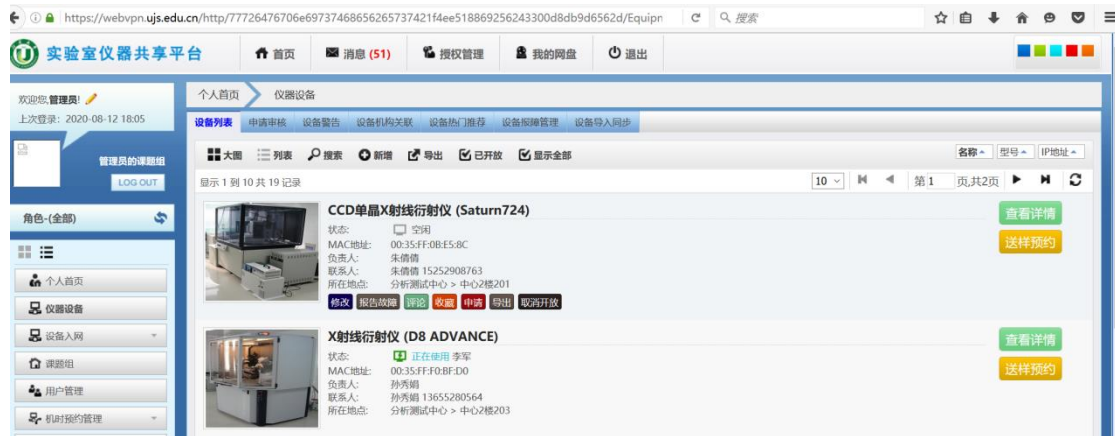 https://webvpn.ujs.edu.cn/http/77726476706e69737468656265737421f4ee518869256243300d8db9d6562d/Equipn
搜索
实验室仪器共享平台
首页
消息 (51)
授权管理
我的网盘
退出
欢迎您,管理员!
上次登录：2020-08-12 18:05
管理员的课题组
LOG OUT
角色-(全部)
个人首页
仪器设备
设备入网
课题组
用户管理
机时预约管理
个人首页 仪器设备
设备列表 申请审核 设备警告 设备机构关联 设备热门推荐 设备报障管理 设备导入同步
大图 列表 搜索 新增 导出 已开放 显示全部
名称 型号 IP地址
显示 1 到 10 共 19 记录
10 第 1 页,共2页
CCD单晶X射线衍射仪 (Saturn724)
状态: 空闲
MAC地址: 00:35:FF:0B:E5:8C
负责人: 朱倩倩
联系人: 朱倩倩 15252908763
所在地点: 分析测试中心 > 中心2楼201
修改 报告故障 评论 收藏 申请 导出 取消开放
查看详情
送样预约
X射线衍射仪 (D8 ADVANCE)
状态: 正在使用 李军
MAC地址: 00:35:FF:F0:BF:D0
负责人: 孙秀娟
联系人: 孙秀娟 13655280564
所在地点: 分析测试中心 > 中心2楼203
查看详情
送样预约